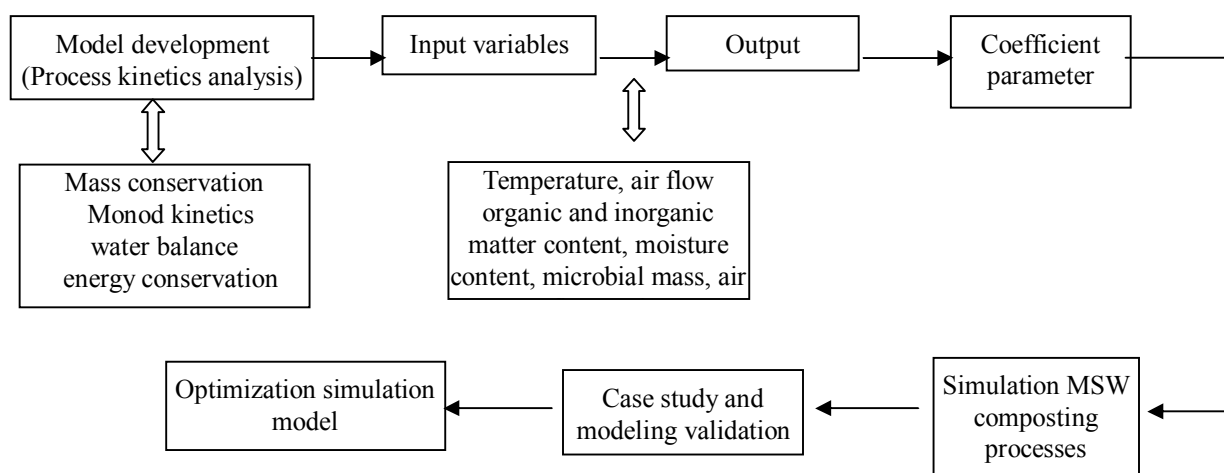 Model development
(Process kinetics analysis)
Input variables
Output
Coefficient
parameter
Mass conservation
Monod kinetics
water balance
energy conservation
Temperature, air flow
organic and inorganic
matter content, moisture
content, microbial mass, air
Optimization simulation
model
Case study and
modeling validation
Simulation MSW
composting
processes